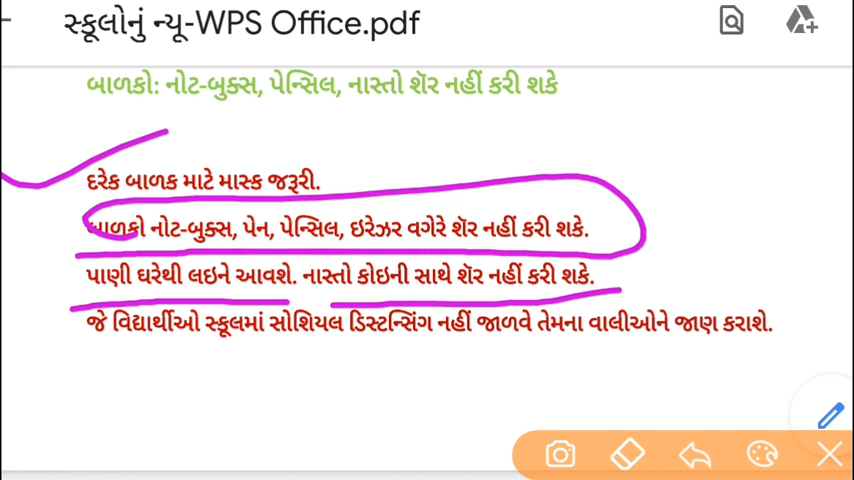 સ્કૂલોનું ન્યૂ-WPS Office.pdf
બાળકો: નોટ-બુક્સ, પેન્સિલ, નાસ્તો શૅર નહીં કરી શકે
દરેક બાળક માટે માસ્ક જરૂરી.
બાળકો નોટ-બુક્સ, પેન, પેન્સિલ, ઇરેઝર વગેરે શૅર નહીં કરી શકે.
પાણી ઘરેથી લઇને આવશે. નાસ્તો કોઇની સાથે શૅર નહીં કરી શકે.
જે વિદ્યાર્થીઓ સ્કૂલમાં સોશિયલ ડિસ્ટન્સિંગ નહીં જાળવે તેમના વાલીઓને જાણ કરાશે.